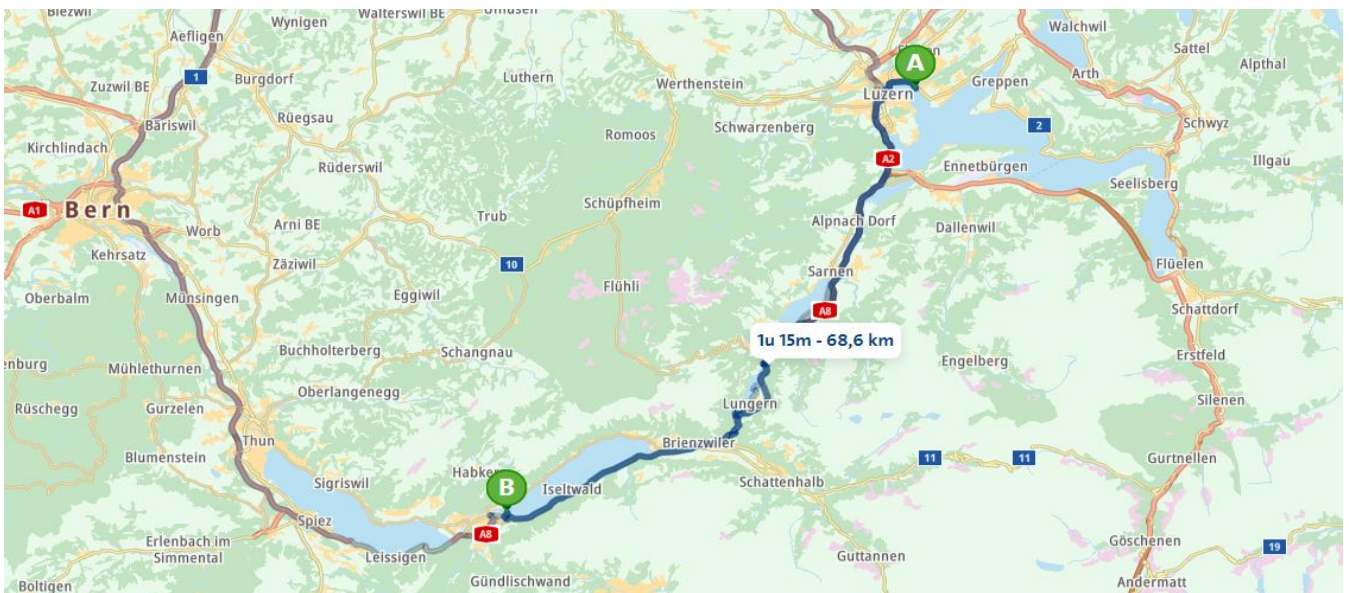 Walterswil BE
Wynigen
Aefligen
Walchwil
Sattel
Alpthal
1
Burgdorf
Zuzwil BE
Luthern
Werthenstein
A
Greppen
Arth
Luzern
Rüegsau
Bäriswil
Romoos
Schwarzenberg
2
Schwyz
Kirchlindach
Rüderswil
A2
Ennetbürgen
Illgau
Seelisberg
A1
Bern
Trub
Schüpfheim
Arni BE
Worb
Alpnach Dorf
Dallenwil
Kehrsatz
Zäziwil
10
Sarnen
Flüelen
Oberbalm
Münsingen
Eggiwil
Flühli
A8
Schattdorf
1u 15m - 68,6 km
Buchholterberg
Schangnau
Erstfeld
Engelberg
Mühlethurnen
Oberlangenegg
Rüschegg
Gurzelen
Lungern
Silenen
Thun
Brienzwiler
Blumenstein
11
11
Gurtnellen
Sigriswil
B
Iseltwald
Schattenhalb
Spiez
A8
Erlenbach im
Simmental
Leissigen
Göschenen
19
Guttannen
Boltigen
Gündlischwand
Andermatt